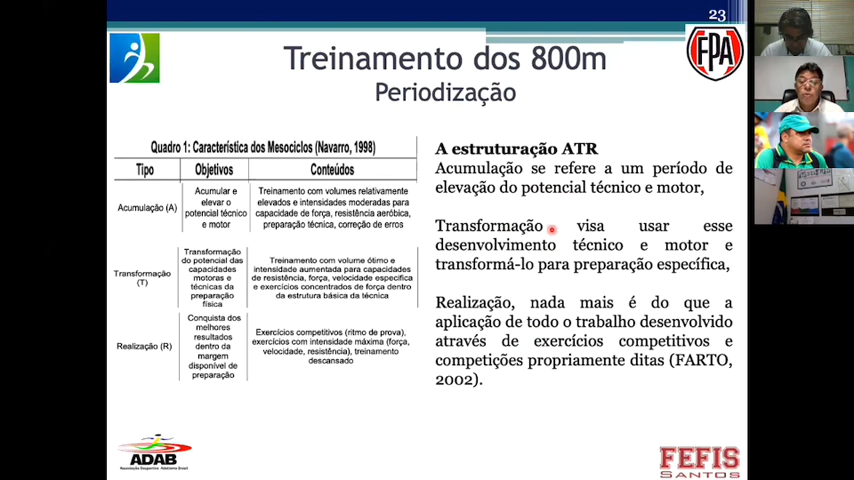 23
Treinamento dos 800m
Periodização
FPA
Quadro 1: Característica dos Mesociclos (Navarro, 1998)
Tipo Objetivos Conteúdos
Acumulação (A)
Acumular e
elevar o
potencial técnico
e motor
Treinamento com volumes relativamente
elevados e intensidades moderadas para
capacidade de força, resistência aeróbica,
preparação técnica, correção de erros
Transformação
(T)
Transformação
do potencial das
capacidades
motoras e
técnicas da
preparação
física
Treinamento com volume ótimo e
intensidade aumentada para capacidades
de resistência, força, velocidade especifica
e exercícios concentrados de força dentro
da estrutura básica da técnica
Realização (R)
Conquista dos
melhores
resultados
dentro da
margem
disponível de
preparação
Exercícios competitivos (ritmo de prova),
exercícios com intensidade máxima (força,
velocidade, resistência), treinamento
descansado
A estruturação ATR
Acumulação se refere a um período de
elevação do potencial técnico e motor,
Transformação visa usar esse
desenvolvimento técnico e motor e
transformá-lo para preparação específica,
Realização, nada mais é do que a
aplicação de todo o trabalho desenvolvido
através de exercícios competitivos e
competições propriamente ditas (FARTO,
2002).
ADAB
Associação Desportiva Atletismo Brasil
FEFIS
SANTOS